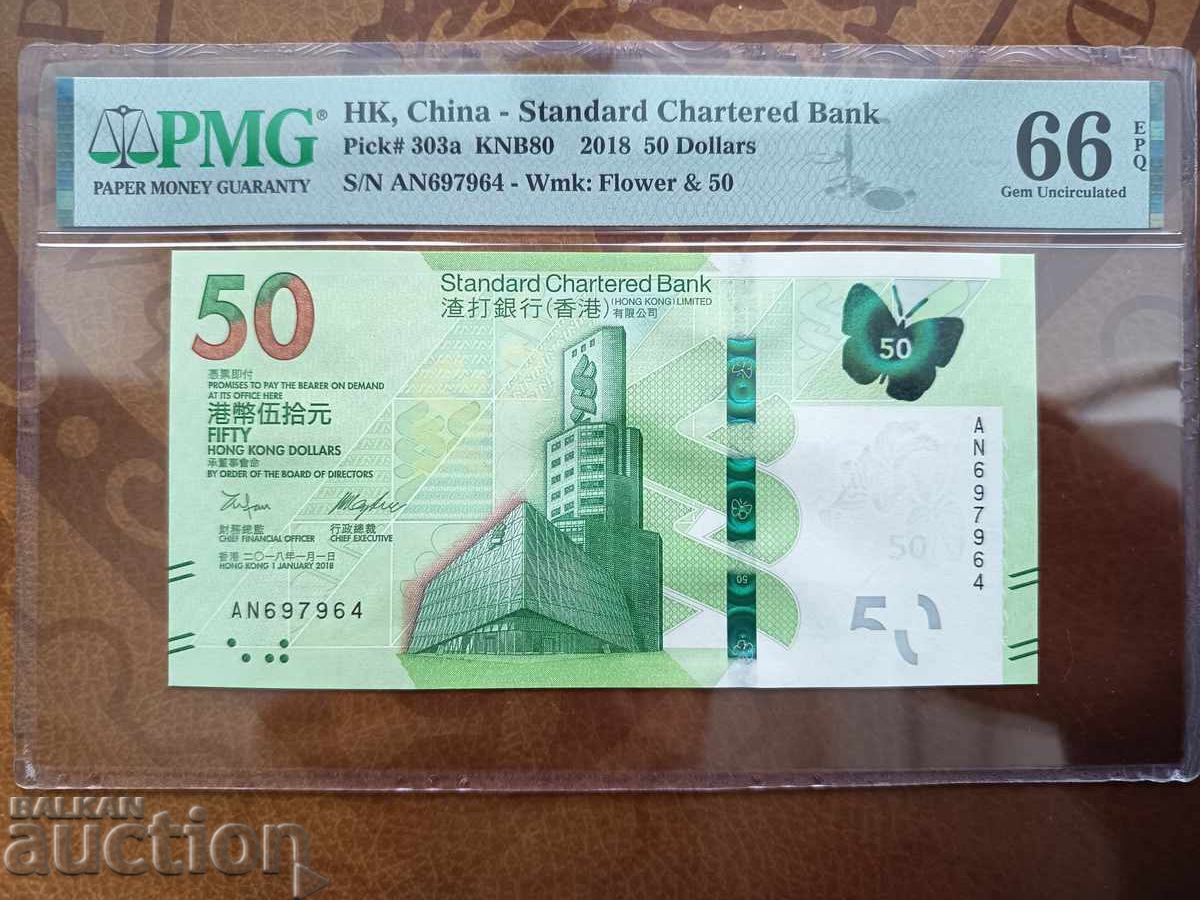 PMG®
PAPER MONEY GUARANTY
HK, China - Standard Chartered Bank
Pick# 303a KNB80 2018 50 Dollars
S/N AN697964 - Wmk: Flower & 50
66 EPQ
Gem Uncirculated
50
Standard Chartered Bank
渣打銀行(香港) (HONG KONG) LIMITED
有限公司
憑票即付
PROMISES TO PAY THE BEARER ON DEMAND
AT ITS OFFICE HERE
港幣伍拾元
FIFTY
HONG KONG DOLLARS
承董事會命
BY ORDER OF THE BOARD OF DIRECTORS
財務總監
CHIEF FINANCIAL OFFICER
行政總裁
CHIEF EXECUTIVE
香港 二〇一八年一月一日
HONG KONG 1 JANUARY 2018
AN697964
50
AN697964
50
50
50
BALKAN
auction